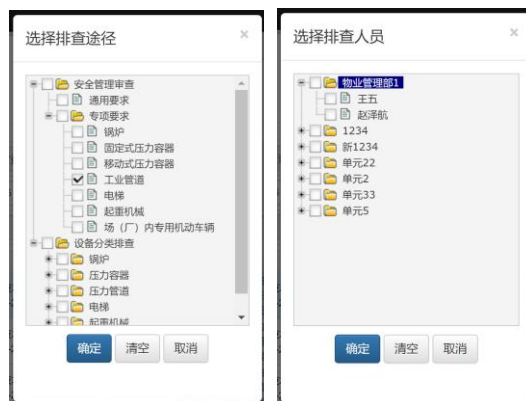 选择排查途径
×
安全管理审查
通用要求
专项要求
锅炉
固定式压力容器
移动式压力容器
工业管道
电梯
起重机械
场（厂）内专用机动车辆
设备分类排查
锅炉
压力容器
压力管道
电梯
起重机械
确定 清空 取消
选择排查人员
×
物业管理部1
王五
赵泽航
1234
新1234
单元22
单元2
单元33
单元5
确定 清空 取消